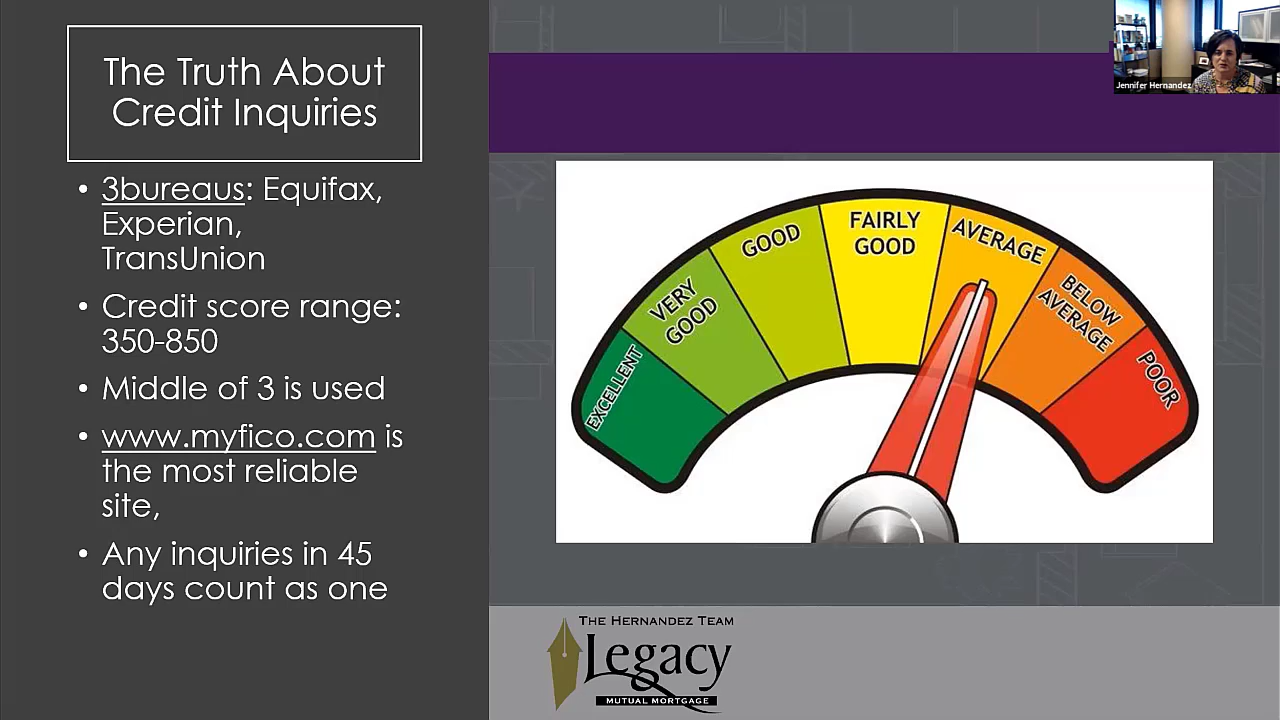 The Truth About
Credit Inquiries
• 3bureaus: Equifax,
Experian,
TransUnion
• Credit score range:
350-850
• Middle of 3 is used
• www.myfico.com is
the most reliable
site,
• Any inquiries in 45
days count as one
EXCELLENT
VERY
GOOD
GOOD
FAIRLY
GOOD
AVERAGE
BELOW
AVERAGE
POOR
Jennifer Hernandez
THE HERNANDEZ TEAM
Legacy
MUTUAL MORTGAGE